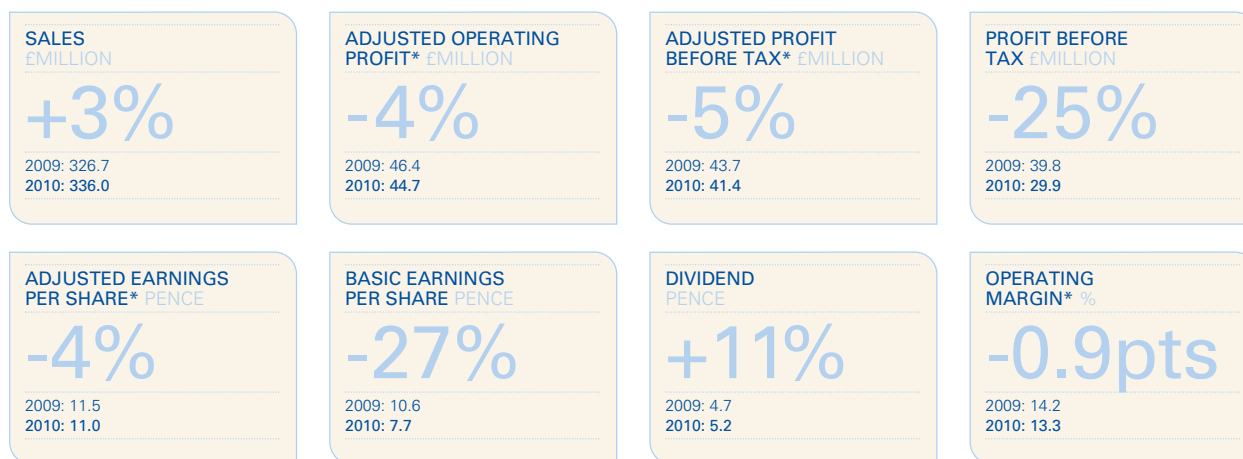 SALES
£MILLION
+3%
2009: 326.7
2010: 336.0
ADJUSTED OPERATING
PROFIT* £MILLION
-4%
2009: 46.4
2010: 44.7
ADJUSTED PROFIT
BEFORE TAX* £MILLION
-5%
2009: 43.7
2010: 41.4
PROFIT BEFORE
TAX £MILLION
-25%
2009: 39.8
2010: 29.9
ADJUSTED EARNINGS
PER SHARE* PENCE
-4%
2009: 11.5
2010: 11.0
BASIC EARNINGS
PER SHARE PENCE
-27%
2009: 10.6
2010: 7.7
DIVIDEND
PENCE
+11%
2009: 4.7
2010: 5.2
OPERATING
MARGIN* %
-0.9pts
2009: 14.2
2010: 13.3